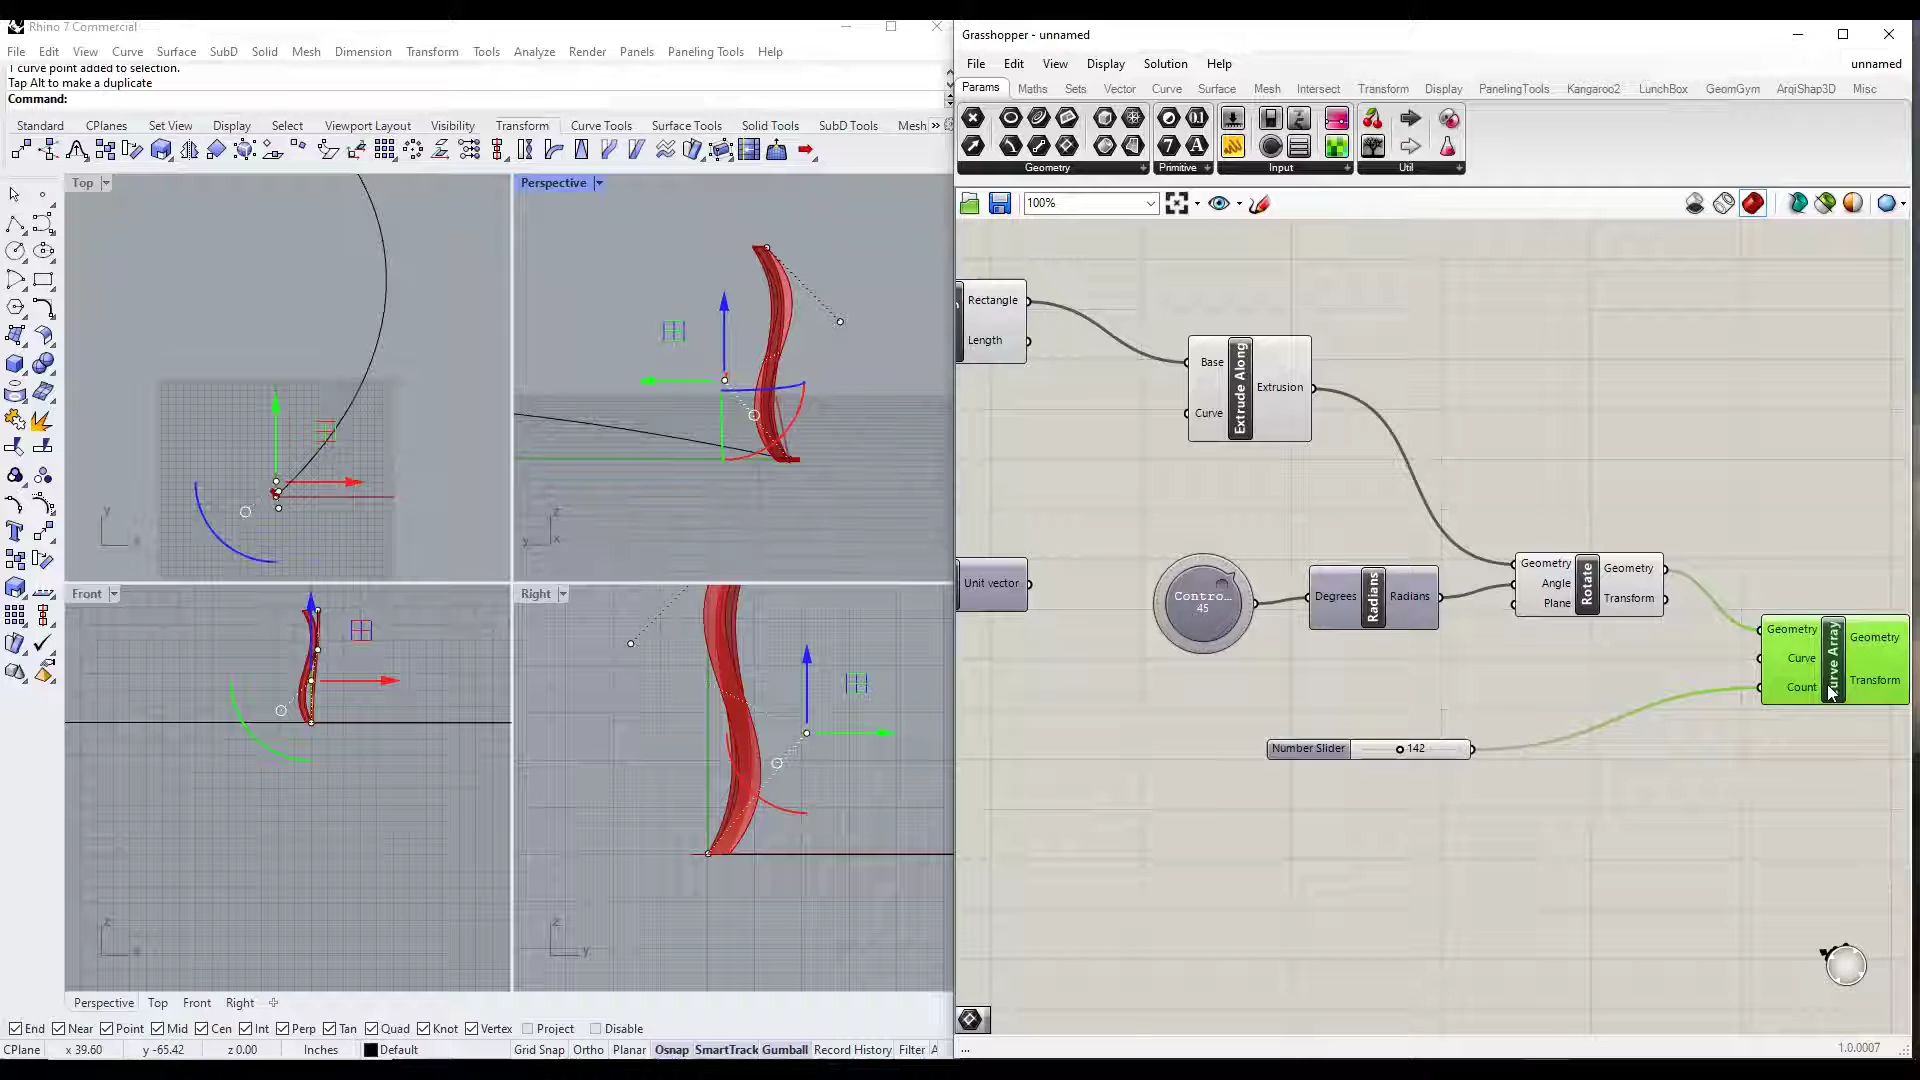 Rhino 7 Commercial
File Edit View Curve Surface SubD Solid Mesh Dimension Transform Tools Analyze Render Panels Paneling Tools Help
1 curve point added to selection.
Tap Alt to make a duplicate
Command:
Standard CPlanes Set View Display Select Viewport Layout Visibility Transform Curve Tools Surface Tools Solid Tools SubD Tools Mesh »
Top
Perspective
Front
Right
y
z
y x
z
x
z
y
Perspective Top Front Right
End Near Point Mid Cen Int Perp Tan Quad Knot Vertex Project Disable
CPlane x 39.60 y -65.42 z 0.00 Inches Default Grid Snap Ortho Planar Osnap SmartTrack Gumball Record History Filter A
Grasshopper - unnamed
File Edit View Display Solution Help unnamed
Params Maths Sets Vector Curve Surface Mesh Intersect Transform Display PanelingTools Kangaroo2 LunchBox GeomGym ArqiShap3D Misc
Geometry Primitive Input Util
100%
Rectangle
Length
Base
Curve
Extrude Along
Extrusion
Unit vector
Contro...
45
Degrees
Radians
Radians
Geometry
Angle
Plane
Rotate
Geometry
Transform
Geometry
Curve
Count
Curve Array
Geometry
Transform
Number Slider 142
... 1.0.0007